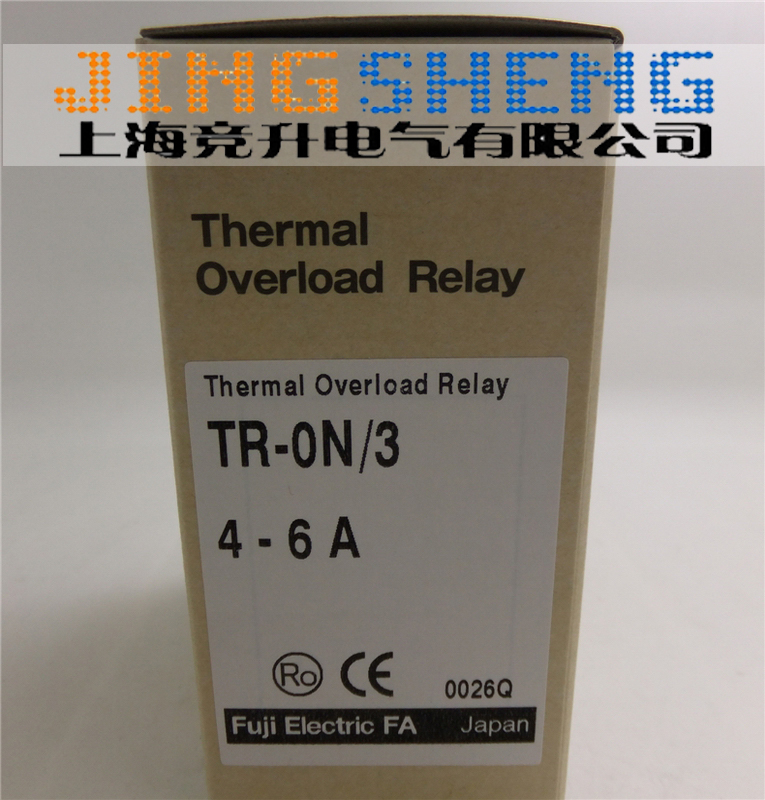 JINGSHENG
上海竞升电气有限公司
Thermal
Overload Relay
Thermal Overload Relay
TR-0N/3
4 - 6 A
Ro CE 0026Q
Fuji Electric FA Japan